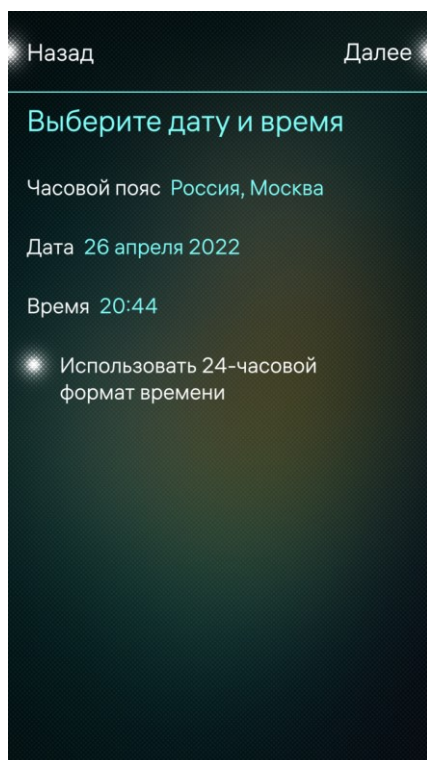 Назад Далее
Выберите дату и время
Часовой пояс Россия, Москва
Дата 26 апреля 2022
Время 20:44
Использовать 24-часовой
формат времени